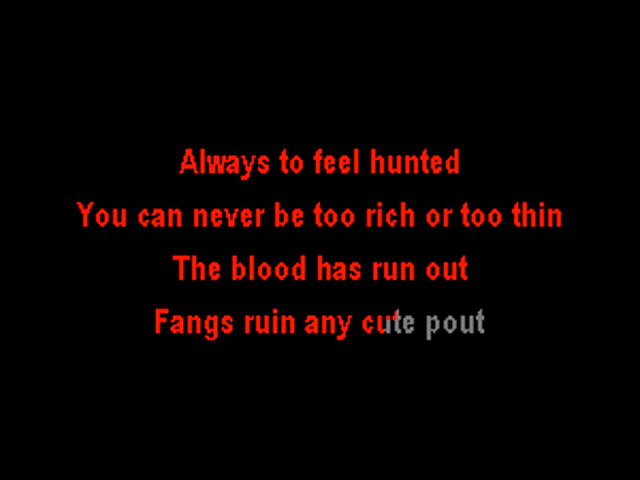 Always to feel hunted
You can never be too rich or too thin
The blood has run out
Fangs ruin any cute pout